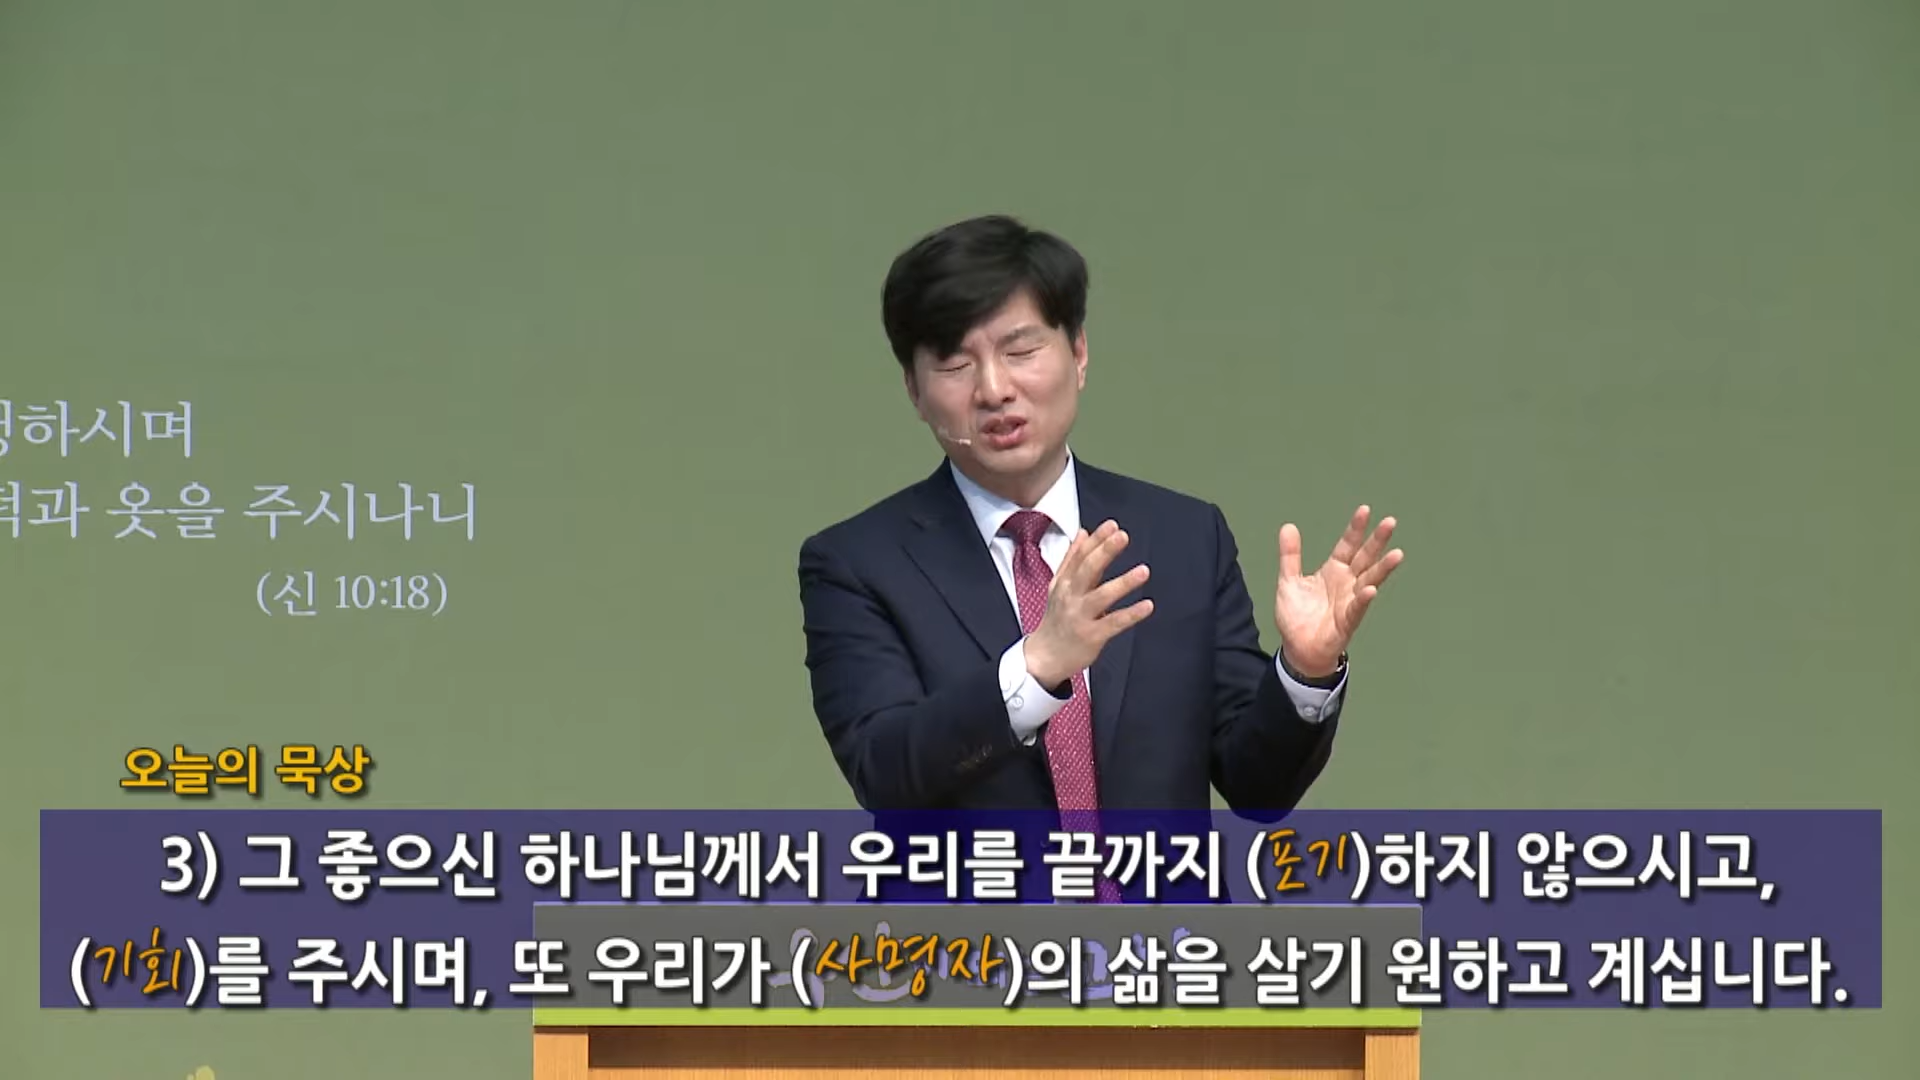 하시며
과 옷을 주시나니
(신 10:18)
오늘의 묵상
3) 그 좋으신 하나님께서 우리를 끝까지 (포기)하지 않으시고,
(기회)를 주시며, 또 우리가 (사명자)의 삶을 살기 원하고 계십니다.